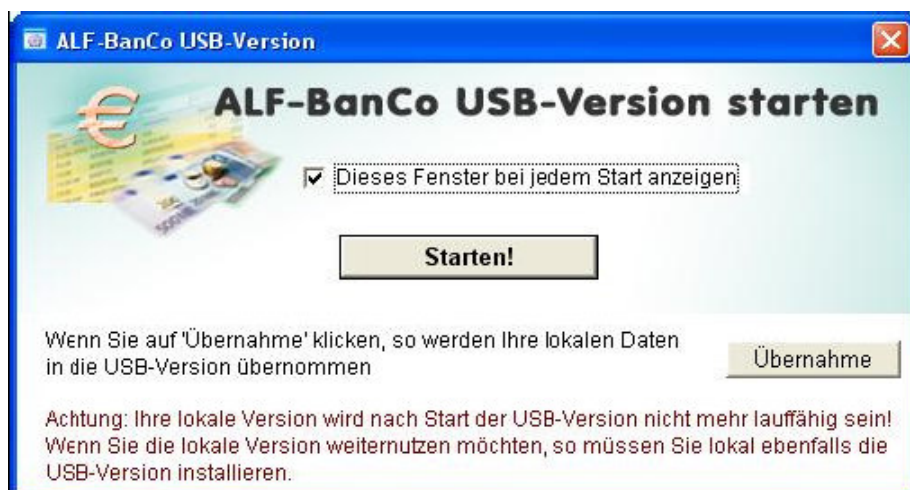 ALF-BanCo USB-Version
ALF-BanCo USB-Version starten
Dieses Fenster bei jedem Start anzeigen
Starten!
Wenn Sie auf 'Übernahme' klicken, so werden Ihre lokalen Daten
in die USB-Version übernommen
Übernahme
Achtung: Ihre lokale Version wird nach Start der USB-Version nicht mehr lauffähig sein!
Wenn Sie die lokale Version weiternutzen möchten, so müssen Sie lokal ebenfalls die
USB-Version installieren.